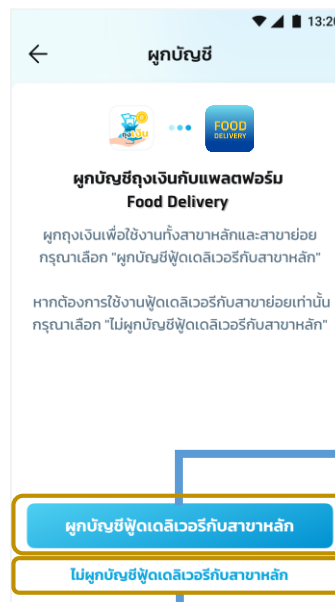 13:20
ผูกบัญชี
ถุงเงิน
FOOD
DELIVERY
ผูกบัญชีถุงเงินกับแพลตฟอร์ม
Food Delivery
ผูกถุงเงินเพื่อใช้งานทั้งสาขาหลักและสาขาย่อย
กรุณาเลือก "ผูกบัญชีฟู้ดเดลิเวอรีกับสาขาหลัก"
หากต้องการใช้งานฟู้ดเดลิเวอรีกับสาขาย่อยเท่านั้น
กรุณาเลือก "ไม่ผูกบัญชีฟู้ดเดลิเวอรีกับสาขาหลัก"
ผูกบัญชีฟู้ดเดลิเวอรีกับสาขาหลัก
ไม่ผูกบัญชีฟู้ดเดลิเวอรีกับสาขาหลัก